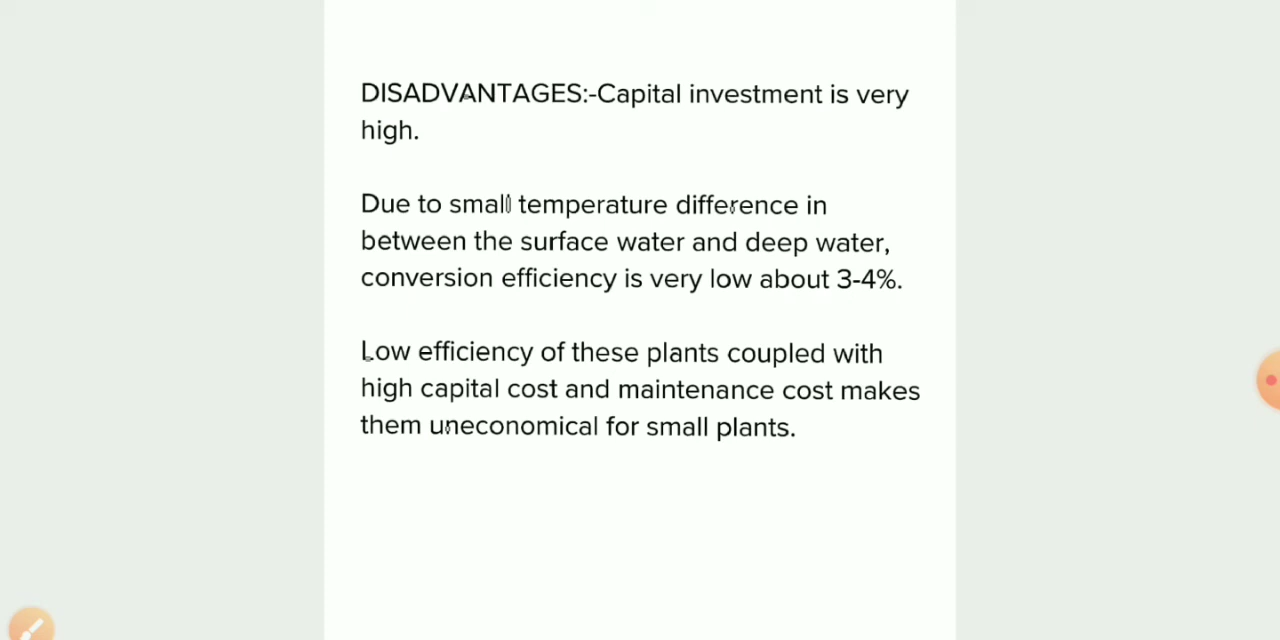 DISADVANTAGES:-Capital investment is very
high.
Due to small temperature difference in
between the surface water and deep water,
conversion efficiency is very low about 3-4%.
Low efficiency of these plants coupled with
high capital cost and maintenance cost makes
them uneconomical for small plants.